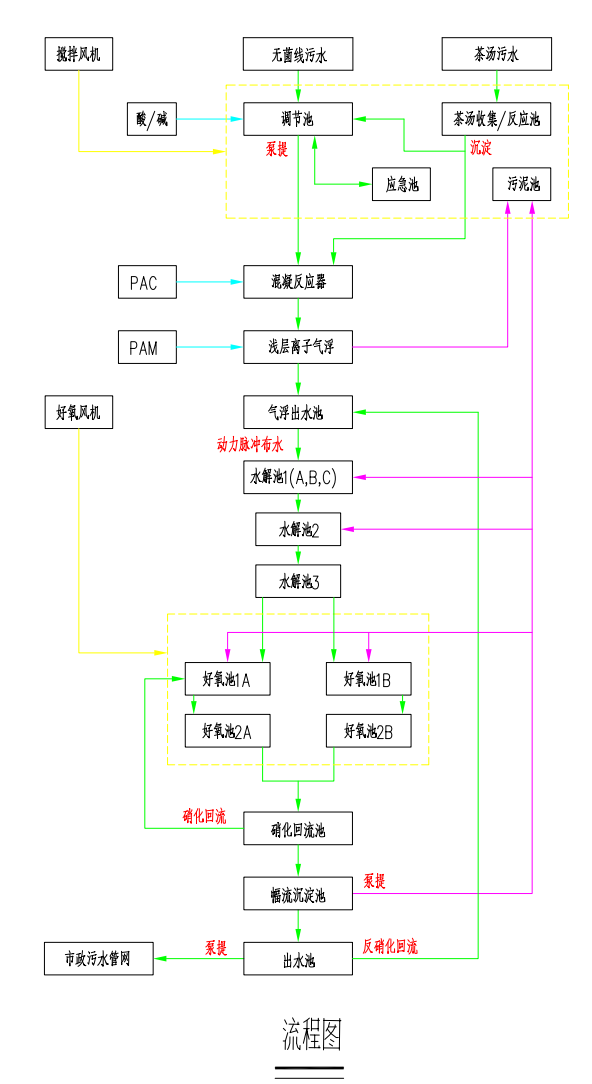 搅拌风机
无菌线污水
茶汤污水
酸/碱
调节池
茶汤收集/反应池
泵提
沉淀
应急池
污泥池
PAC
混凝反应器
PAM
浅层离子气浮
好氧风机
气浮出水池
动力脉冲布水
水解池1(A,B,C)
水解池2
水解池3
好氧池1A
好氧池1B
好氧池2A
好氧池2B
硝化回流
硝化回流池
泵提
幅流沉淀池
泵提
反硝化回流
市政污水管网
出水池
流程图